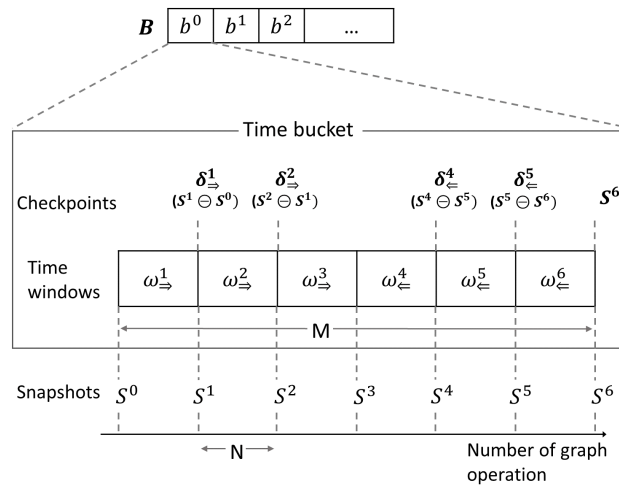 B b⁰ b¹ b² ...
Time bucket
Checkpoints δ¹⇒ δ²⇒ δ⁴⇐ δ⁵⇐ S⁶
(S¹ ⊖ S⁰) (S² ⊖ S¹) (S⁴ ⊖ S⁵) (S⁵ ⊖ S⁶)
Time
windows
ω¹⇒ ω²⇒ ω³⇒ ω⁴⇐ ω⁵⇐ ω⁶⇐
M
Snapshots S⁰ S¹ S² S³ S⁴ S⁵ S⁶
N
Number of graph
operation